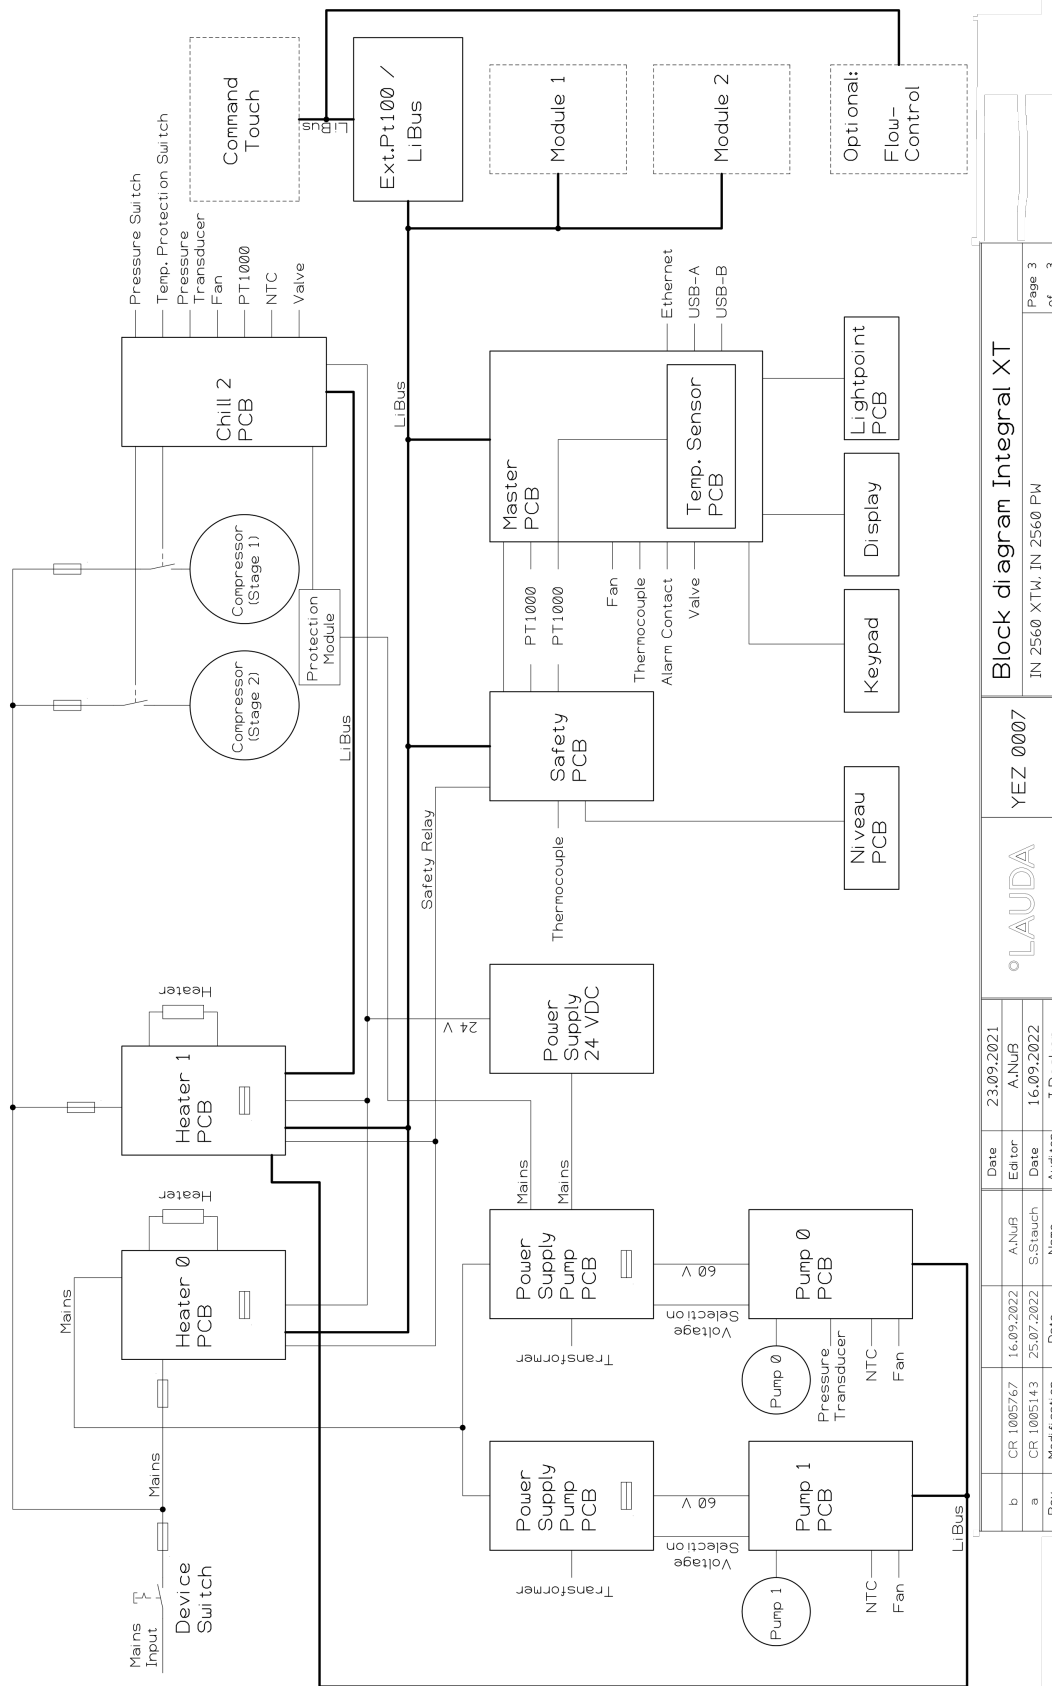 Mains
Input
Device
Switch
Mains
Mains
Heater 0
PCB
Heater
Heater 1
PCB
Heater
LiBus
Compressor
(Stage 2)
Compressor
(Stage 1)
Protection
Module
Chill 2
PCB
Pressure Switch
Temp. Protection Switch
Pressure
Transducer
Fan
PT1000
NTC
Valve
Command
Touch
LiBus
LiBus
Ext.Pt100 /
LiBus
Module 1
Module 2
Optional:
Flow-
Control
LiBus
Safety Relay
24 V
Power
Supply
24 VDC
Mains
Mains
Transformer
Power
Supply
Pump
PCB
Transformer
Power
Supply
Pump
PCB
Voltage
Selection
60 V
Voltage
Selection
60 V
Pump 1
Pump 1
PCB
NTC
Fan
Pump 0
Pump 0
PCB
Pressure
Transducer
NTC
Fan
LiBus
Thermocouple
Safety
PCB
PT1000
PT1000
Niveau
PCB
Master
PCB
Fan
Thermocouple
Alarm Contact
Valve
Temp. Sensor
PCB
Ethernet
USB-A
USB-B
Keypad
Display
Lightpoint
PCB
b
CR 1005767
16.09.2022
A.Nuß
a
CR 1005143
25.07.2022
S.Stauch
Date
23.09.2021
Editor
A.Nuß
Date
16.09.2022
°LAUDA
YEZ 0007
Block diagram Integral XT
IN 2560 XTW, IN 2560 PW
Page 3
of 3